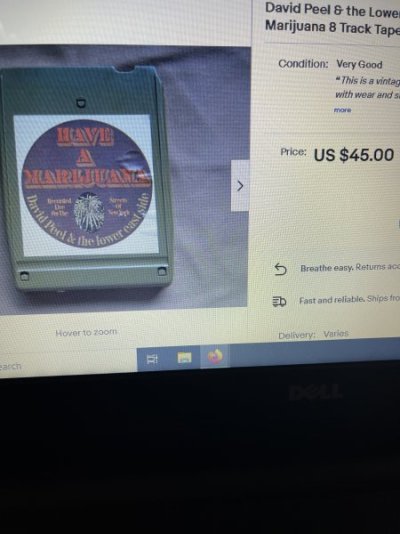 David Peel & the Lower
Marijuana 8 Track Tape
Condition: Very Good
"This is a vintag
with wear and s
more
Price: US $45.00
HAVE
A
MARIJUANA
Recorded
Live
On The
Streets
of
New York
David Peel & the lower east side
Breathe easy. Returns acc
Fast and reliable. Ships fro
Hover to zoom
Delivery: Varies
earch
DELL